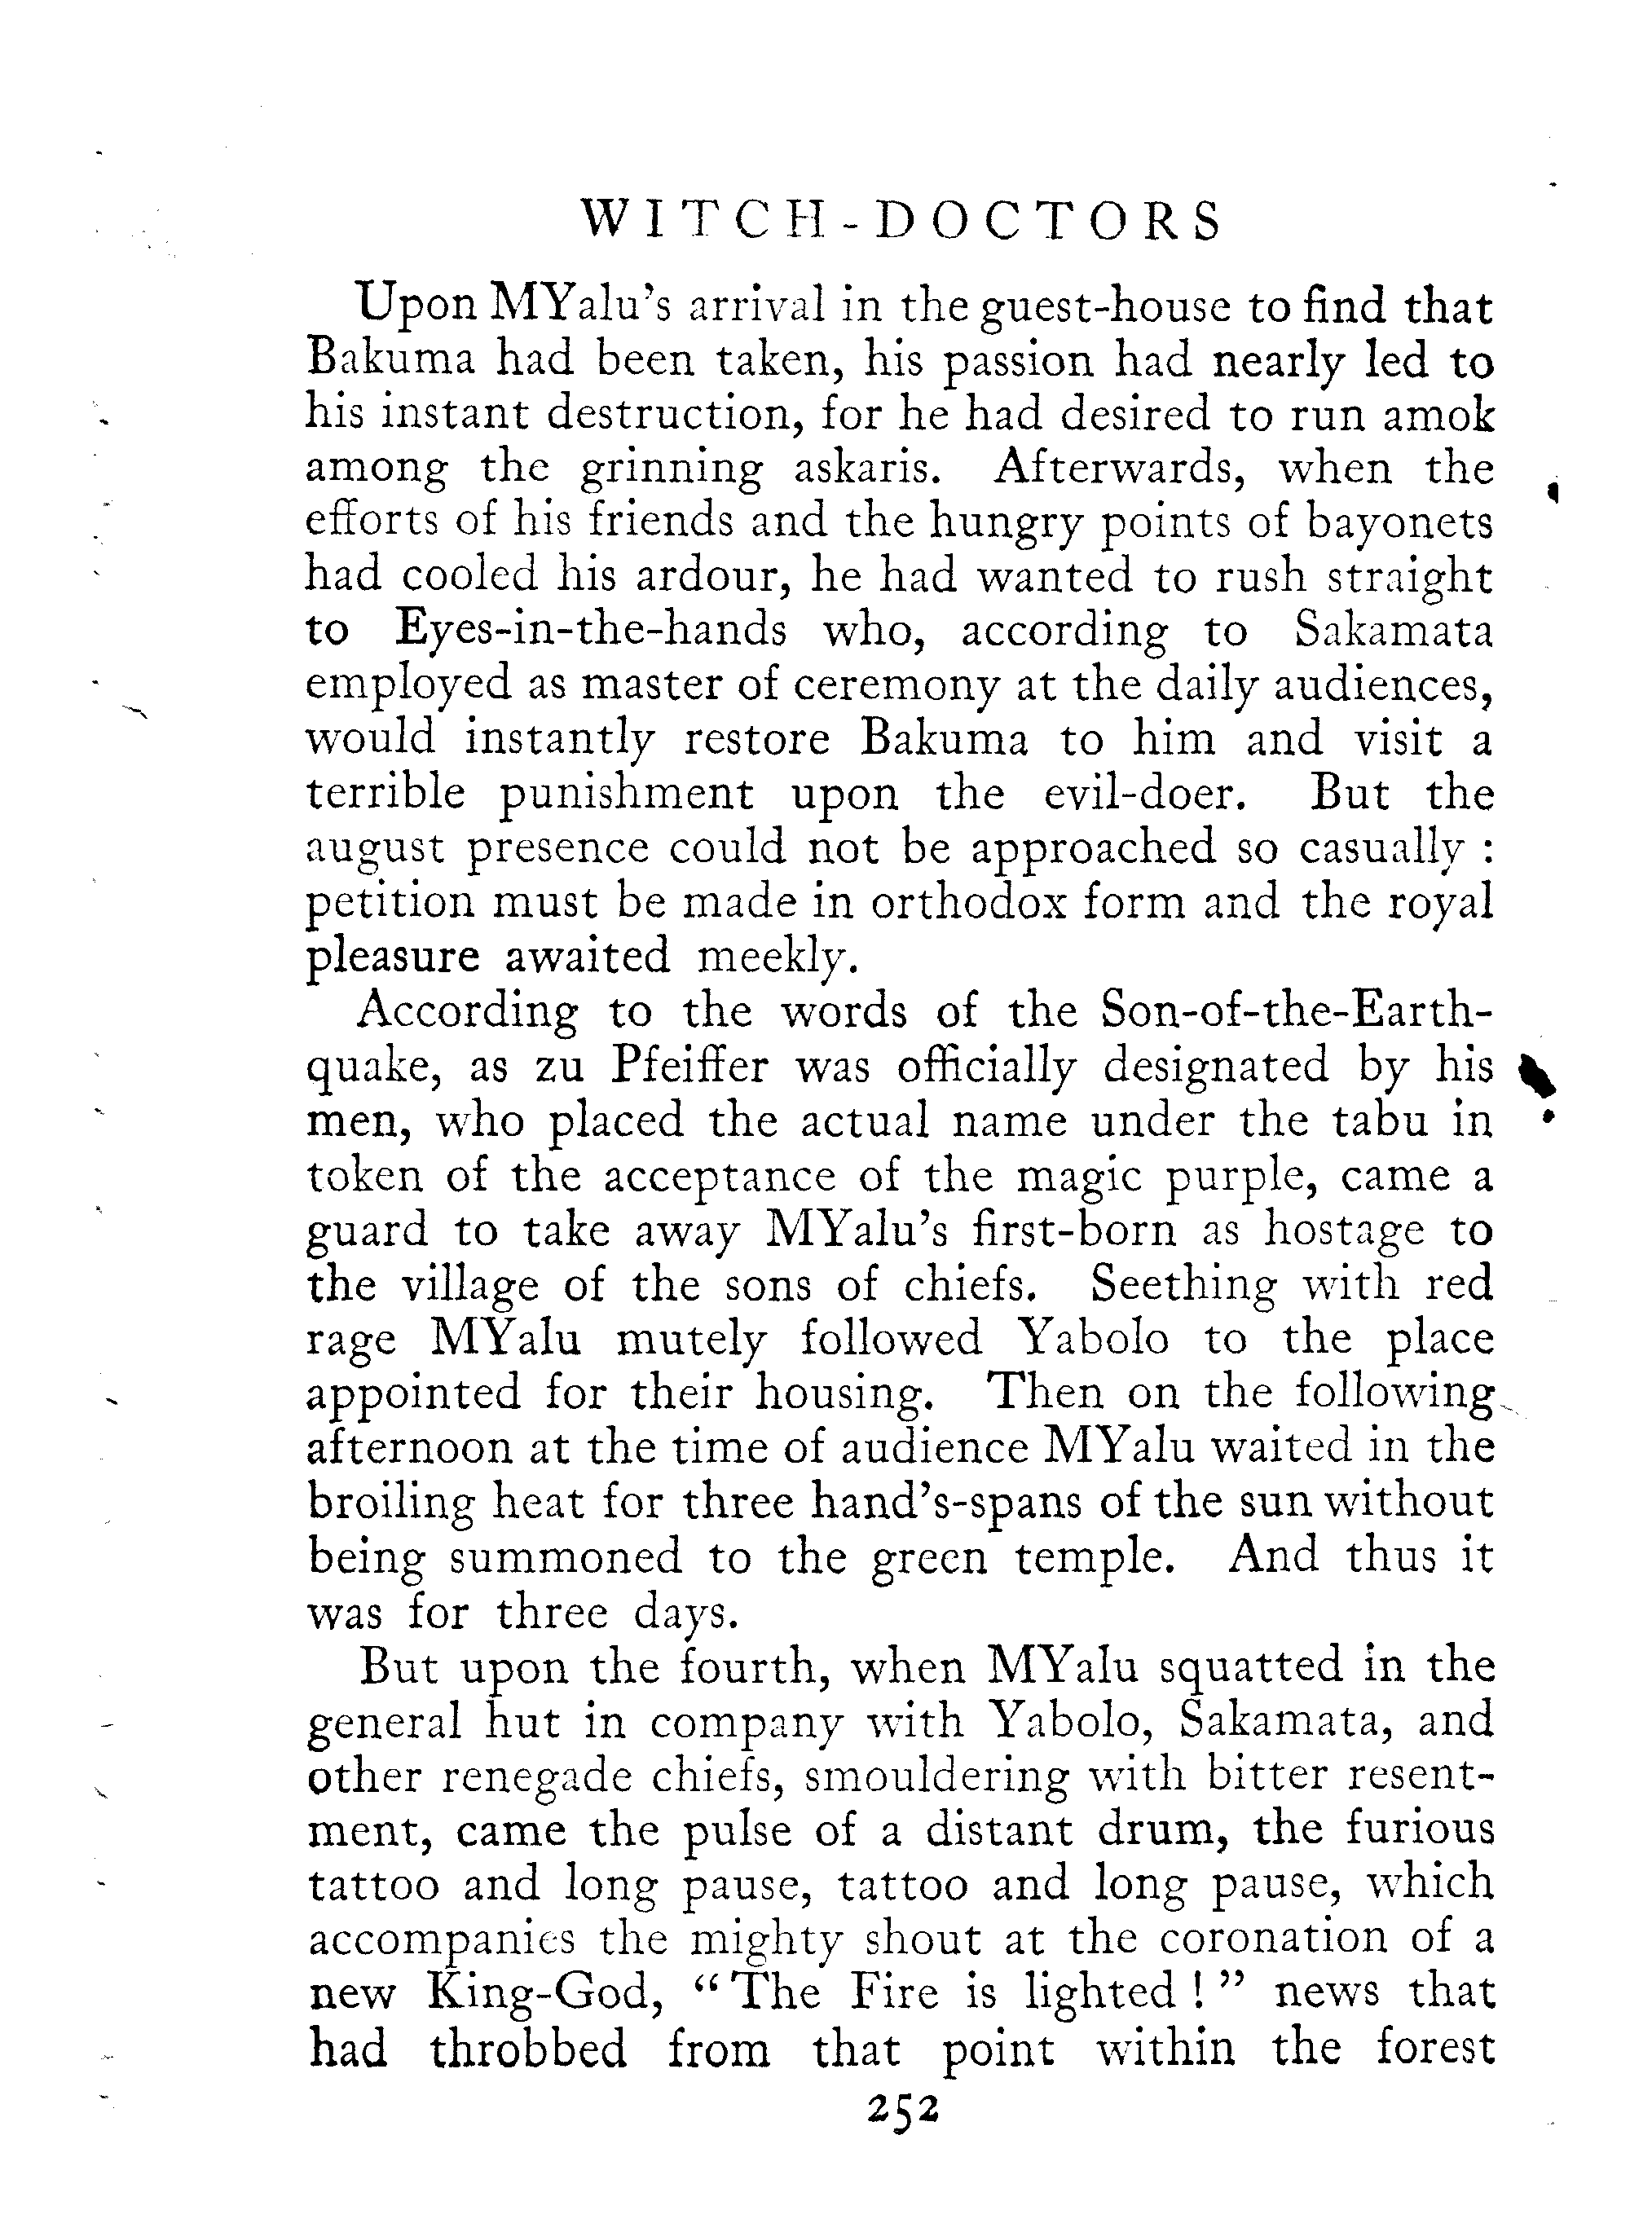 WITCH-DOCTORS
Upon MYalu's arrival in the guest-house to find that
Bakuma had been taken, his passion had nearly led to
his instant destruction, for he had desired to run amok
among the grinning askaris. Afterwards, when the
efforts of his friends and the hungry points of bayonets
had cooled his ardour, he had wanted to rush straight
to Eyes-in-the-hands who, according to Sakamata
employed as master of ceremony at the daily audiences,
would instantly restore Bakuma to him and visit a
terrible punishment upon the evil-doer. But the
august presence could not be approached so casually :
petition must be made in orthodox form and the royal
pleasure awaited meekly.
According to the words of the Son-of-the-Earth-
quake, as zu Pfeiffer was officially designated by his
men, who placed the actual name under the tabu in
token of the acceptance of the magic purple, came a
guard to take away MYalu's first-born as hostage to
the village of the sons of chiefs. Seething with red
rage MYalu mutely followed Yabolo to the place
appointed for their housing. Then on the following
afternoon at the time of audience MYalu waited in the
broiling heat for three hand's-spans of the sun without
being summoned to the green temple. And thus it
was for three days.
But upon the fourth, when MYalu squatted in the
general hut in company with Yabolo, Sakamata, and
other renegade chiefs, smouldering with bitter resent-
ment, came the pulse of a distant drum, the furious
tattoo and long pause, tattoo and long pause, which
accompanies the mighty shout at the coronation of a
new King-God, "The Fire is lighted ! " news that
had throbbed from that point within the forest
252